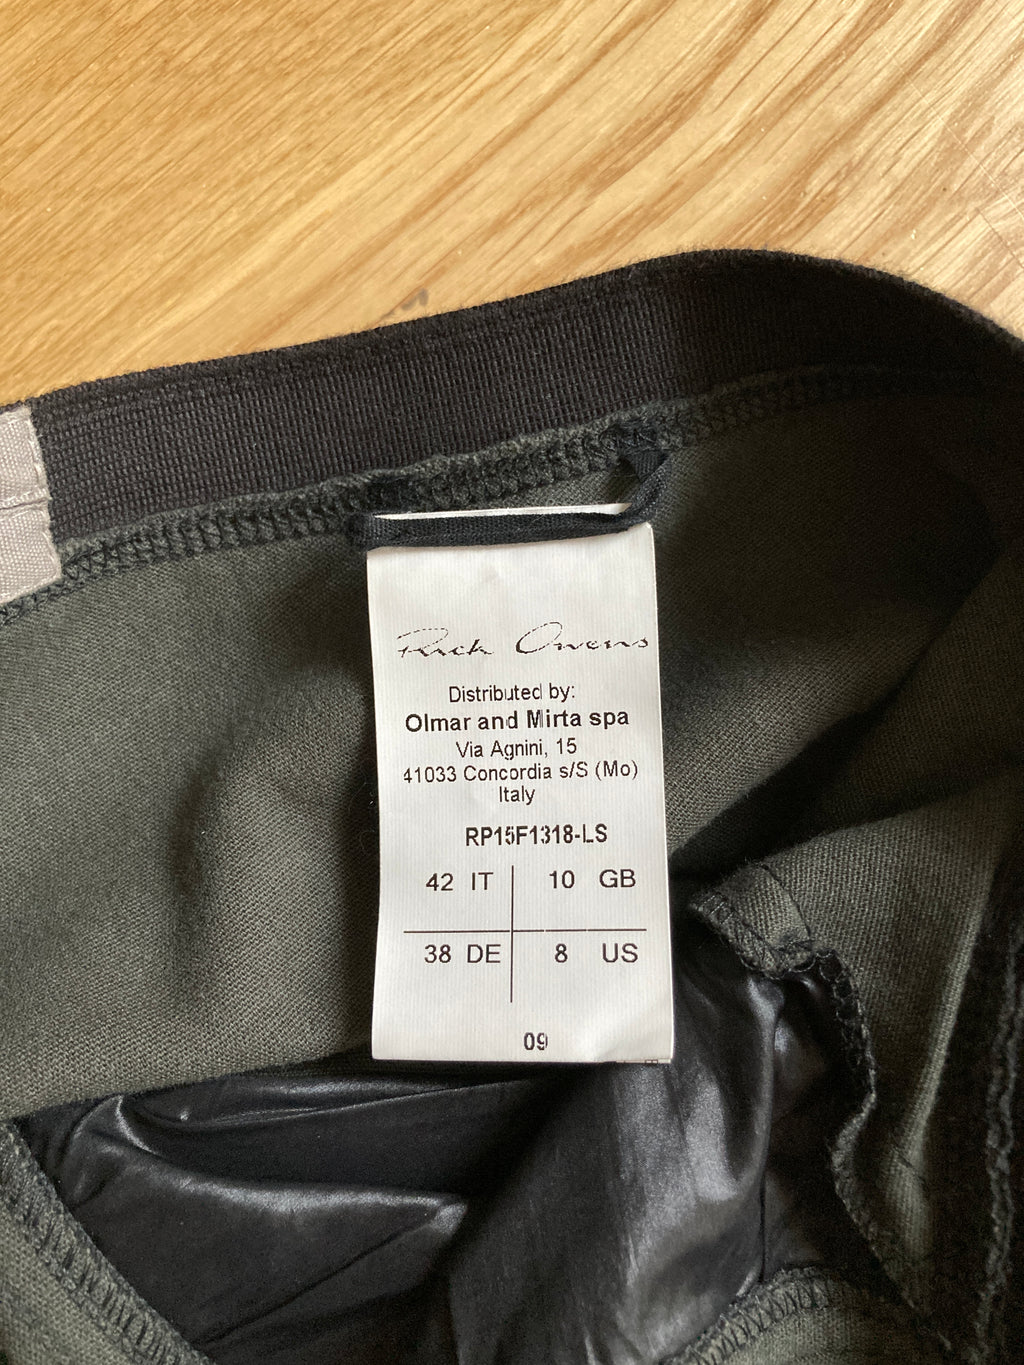 Rick Owens
Distributed by:
Olmar and Mirta spa
Via Agnini, 15
41033 Concordia s/S (Mo)
Italy
RP15F1318-LS
42 IT 10 GB
38 DE 8 US
09